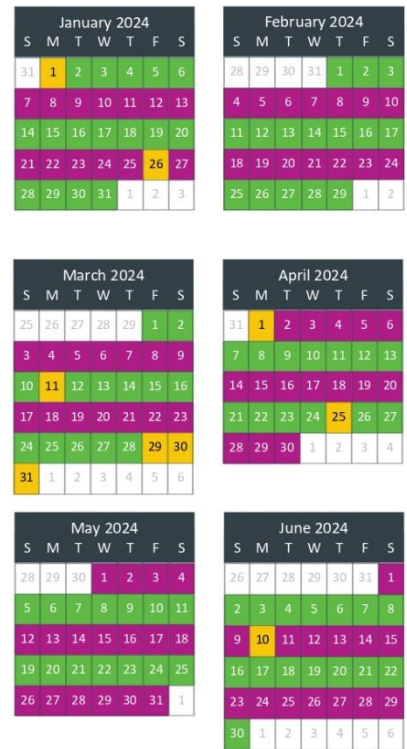 January 2024
S M T W T F S
31 1 2 3 4 5 6
7 8 9 10 11 12 13
14 15 16 17 18 19 20
21 22 23 24 25 26 27
28 29 30 31 1 2 3
February 2024
S M T W T F S
28 29 30 31 1 2 3
4 5 6 7 8 9 10
11 12 13 14 15 16 17
18 19 20 21 22 23 24
25 26 27 28 29 1 2
March 2024
S M T W T F S
25 26 27 28 29 1 2
3 4 5 6 7 8 9
10 11 12 13 14 15 16
17 18 19 20 21 22 23
24 25 26 27 28 29 30
31 1 2 3 4 5 6
April 2024
S M T W T F S
31 1 2 3 4 5 6
7 8 9 10 11 12 13
14 15 16 17 18 19 20
21 22 23 24 25 26 27
28 29 30 1 2 3 4
May 2024
S M T W T F S
28 29 30 1 2 3 4
5 6 7 8 9 10 11
12 13 14 15 16 17 18
19 20 21 22 23 24 25
26 27 28 29 30 31 1
June 2024
S M T W T F S
26 27 28 29 30 31 1
2 3 4 5 6 7 8
9 10 11 12 13 14 15
16 17 18 19 20 21 22
23 24 25 26 27 28 29
30 1 2 3 4 5 6